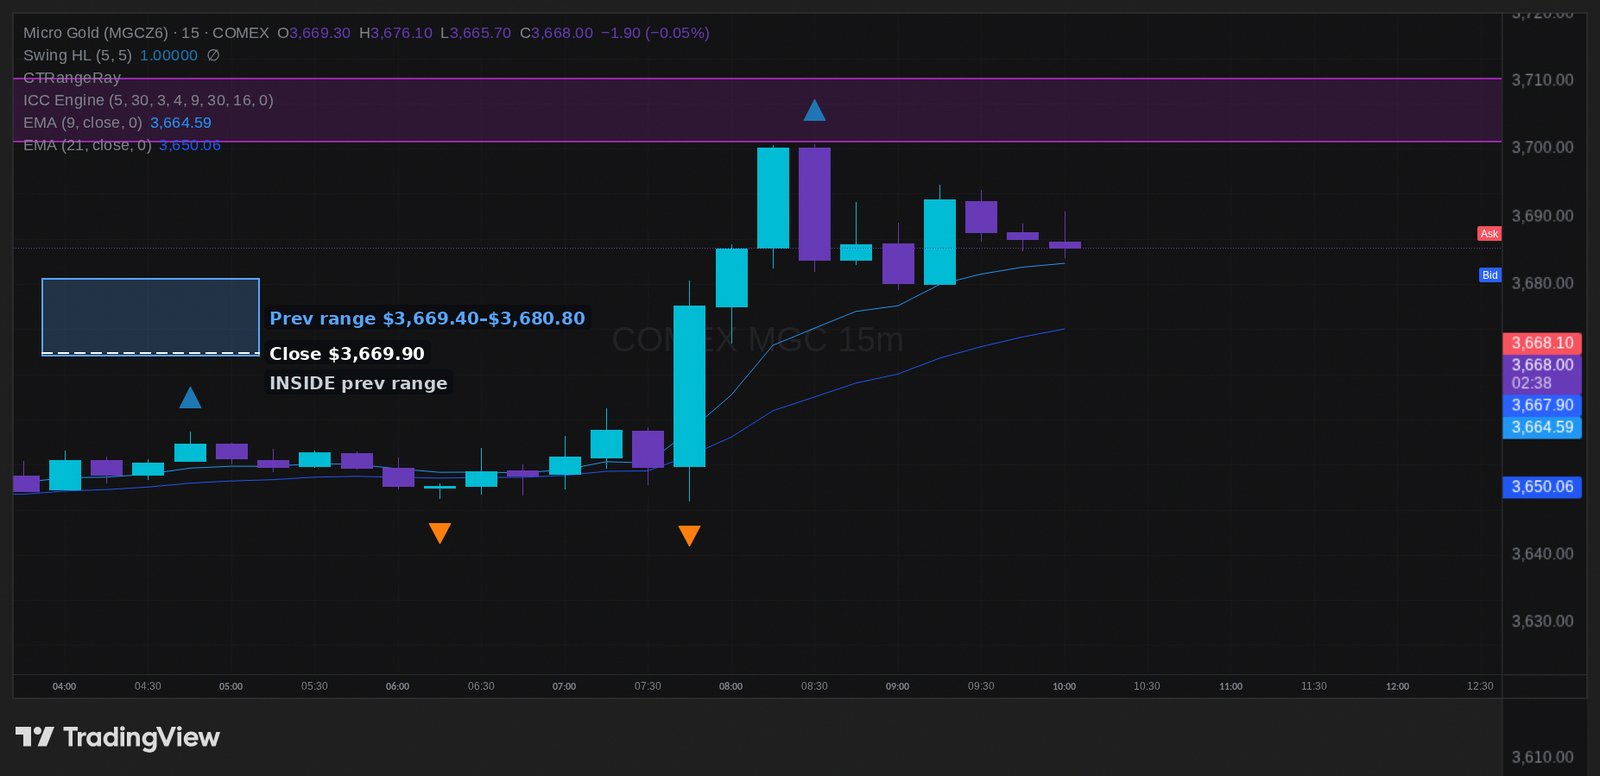 3,720.00
Micro Gold (MGCZ6) · 15 · COMEX O3,669.30 H3,676.10 L3,665.70 C3,668.00 −1.90 (−0.05%)
Swing HL (5, 5) 1.00000 ∅
CTRangeRay
ICC Engine (5, 30, 3, 4, 9, 30, 16, 0)
EMA (9, close, 0) 3,664.59
EMA (21, close, 0) 3,650.06
3,710.00
3,700.00
3,690.00
Ask
Bid
3,680.00
Prev range $3,669.40–$3,680.80
Close $3,669.90
INSIDE prev range
COMEX MGC 15m
3,668.10
3,668.00
02:38
3,667.90
3,664.59
3,650.06
3,640.00
3,630.00
04:00 04:30 05:00 05:30 06:00 06:30 07:00 07:30 08:00 08:30 09:00 09:30 10:00 10:30 11:00 11:30 12:00 12:30
TradingView
3,610.00